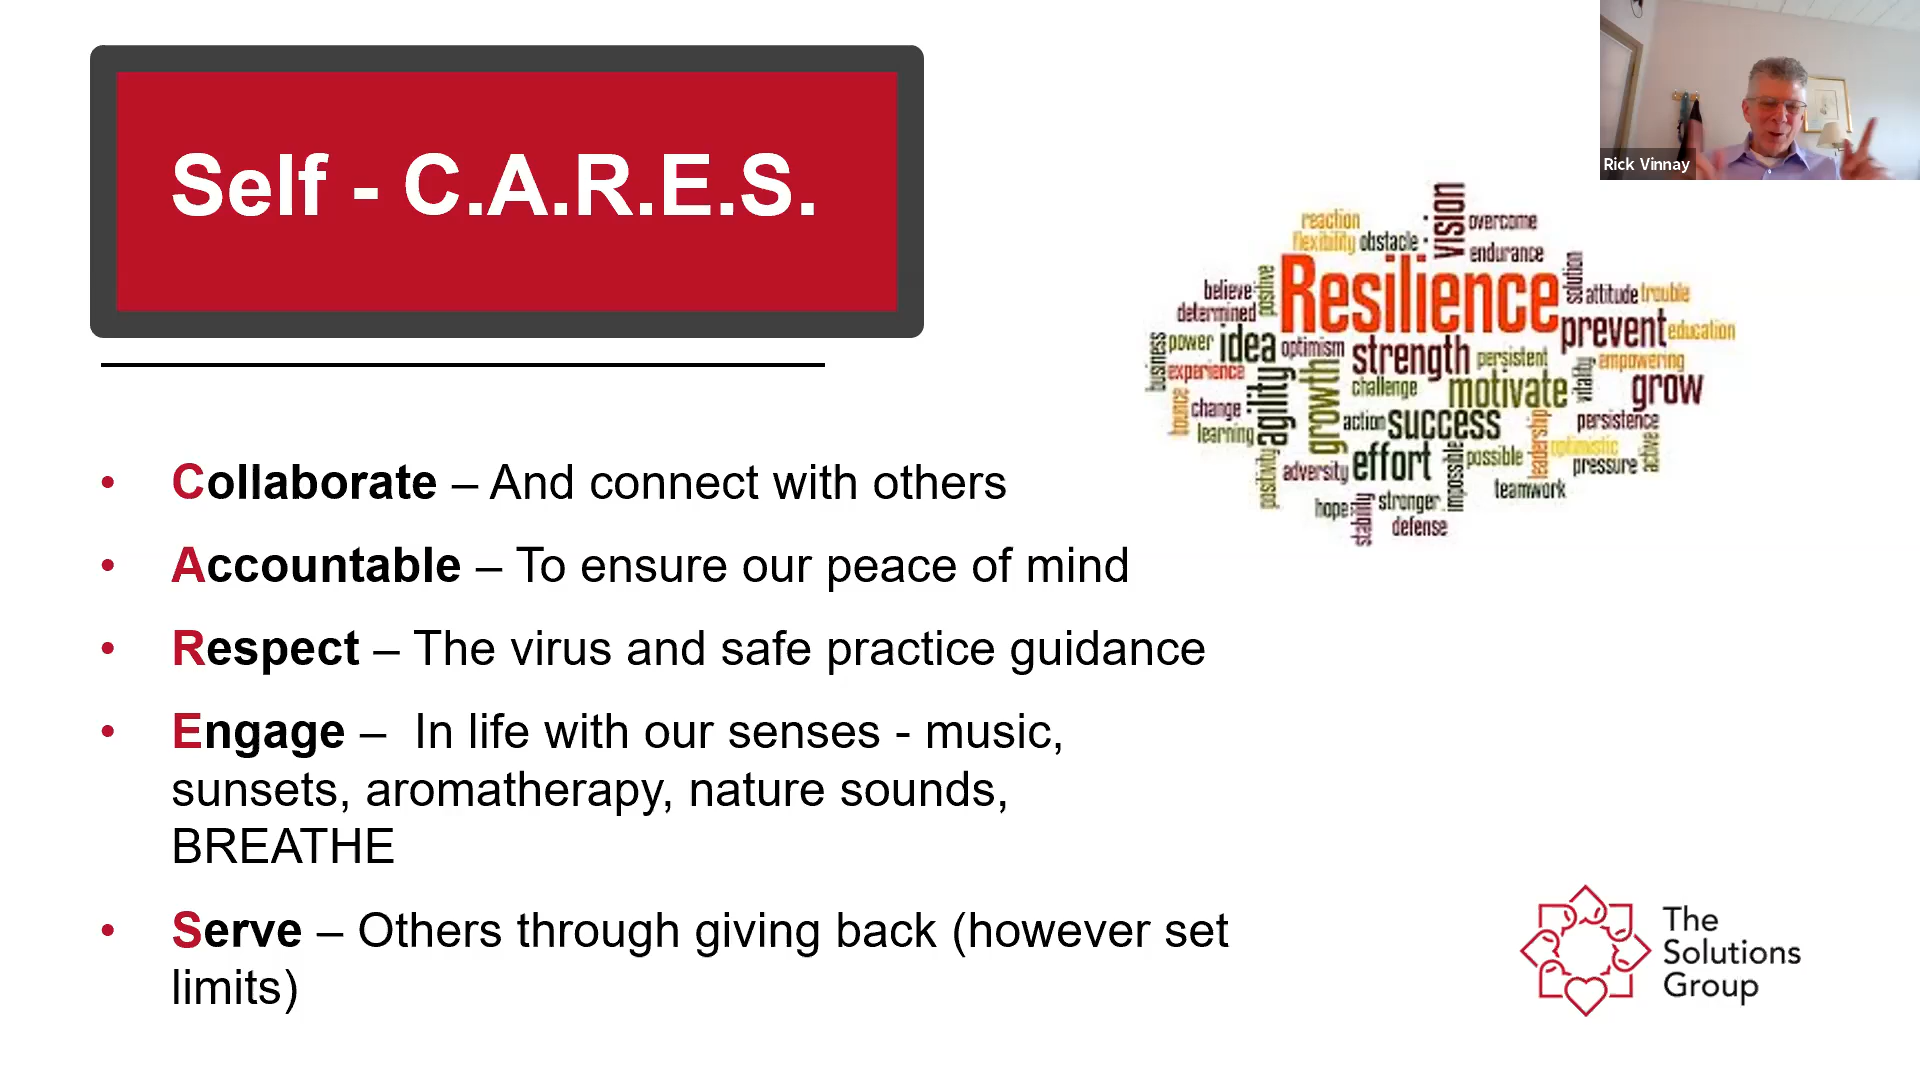 Self - C.A.R.E.S.
Rick Vinnay
• Collaborate – And connect with others
• Accountable – To ensure our peace of mind
• Respect – The virus and safe practice guidance
• Engage –  In life with our senses - music,
sunsets, aromatherapy, nature sounds,
BREATHE
• Serve – Others through giving back (however set
limits)
vision
reaction
overcome
flexibility
obstacle
endurance
Resilience
solution
believe
positive
attitude
trouble
determined
prevent
education
business
power
idea
optimism
strength
persistent
vitality
empowering
experience
agility
growth
challenge
motivate
grow
bounce
change
action
success
leadership
persistence
learning
optimistic
active
positivity
adversity
effort
impossible
possible
pressure
teamwork
hope
stability
stronger
defense
The
Solutions
Group